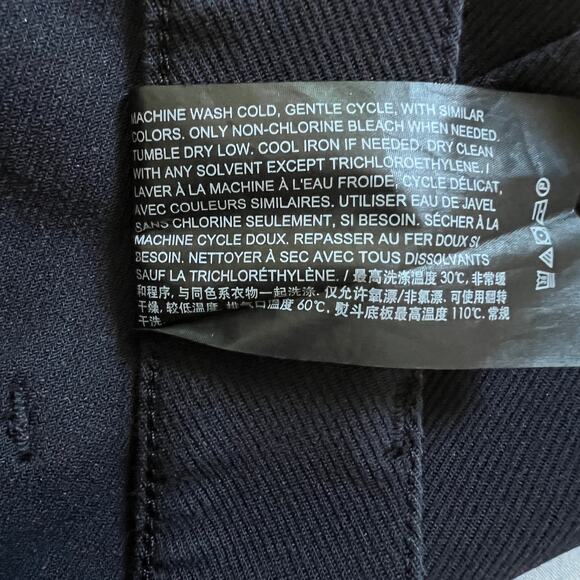 MACHINE WASH COLD, GENTLE CYCLE, WITH SIMILAR
COLORS. ONLY NON-CHLORINE BLEACH WHEN NEEDED.
TUMBLE DRY LOW. COOL IRON IF NEEDED. DRY CLEAN
WITH ANY SOLVENT EXCEPT TRICHLOROETHYLENE. /
LAVER À LA MACHINE À L'EAU FROIDE, CYCLE DÉLICAT,
AVEC COULEURS SIMILAIRES. UTILISER EAU DE JAVEL
SANS CHLORINE SEULEMENT, SI BESOIN. SÉCHER À LA
MACHINE CYCLE DOUX. REPASSER AU FER DOUX SI
BESOIN. NETTOYER À SEC AVEC TOUS DISSOLVANTS
SAUF LA TRICHLORÉTHYLÈNE. / 最高洗涤温度 30℃, 非常缓
和程序, 与同色系衣物一起洗涤. 仅允许氧漂/非氯漂. 可使用翻转
干燥, 较低温度, 排气口温度 60℃. 熨斗底板最高温度 110℃. 常规
干洗.